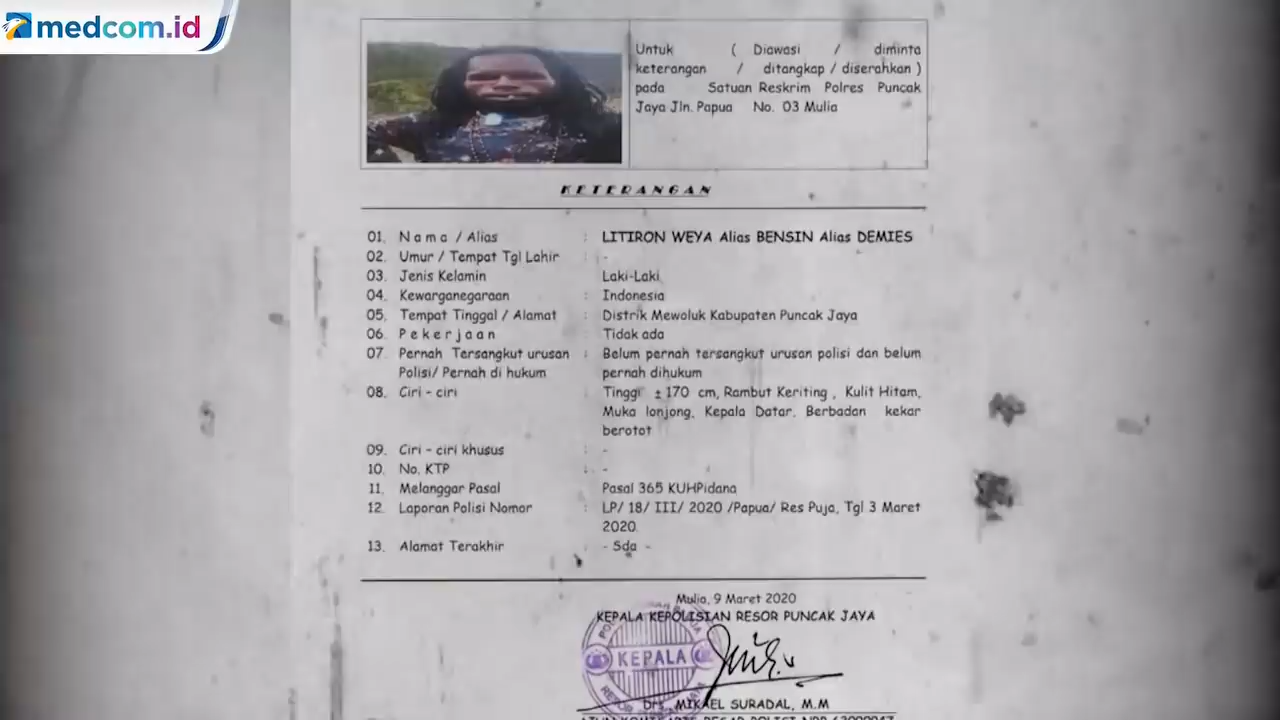 medcom.id
Untuk ( Diawasi / diminta
keterangan / ditangkap / diserahkan )
pada Satuan Reskrim Polres Puncak
Jaya Jln. Papua No. 03 Mulia
KETERANGAN
01. N a m a / Alias : LITIRON WEYA Alias BENSIN Alias DEMIES
02. Umur / Tempat Tgl Lahir : -
03. Jenis Kelamin : Laki-Laki
04. Kewarganegaraan : Indonesia
05. Tempat Tinggal / Alamat : Distrik Mewoluk Kabupaten Puncak Jaya
06. P e k e r j a a n : Tidak ada
07. Pernah Tersangkut urusan : Belum pernah tersangkut urusan polisi dan belum
Polisi/ Pernah di hukum pernah dihukum
08. Ciri - ciri : Tinggi ± 170 cm, Rambut Keriting , Kulit Hitam,
Muka lonjong, Kepala Datar, Berbadan kekar
berotot
09. Ciri - ciri khusus : -
10. No. KTP : -
11. Melanggar Pasal : Pasal 365 KUHPidana
12. Laporan Polisi Nomor : LP/ 18/ III/ 2020 /Papua/ Res Puja, Tgl 3 Maret
2020
13. Alamat Terakhir : - Sda -
Mulia, 9 Maret 2020
KEPALA KEPOLISIAN RESOR PUNCAK JAYA
KEPALA
Drs. MIKAEL SURADAL, M.M